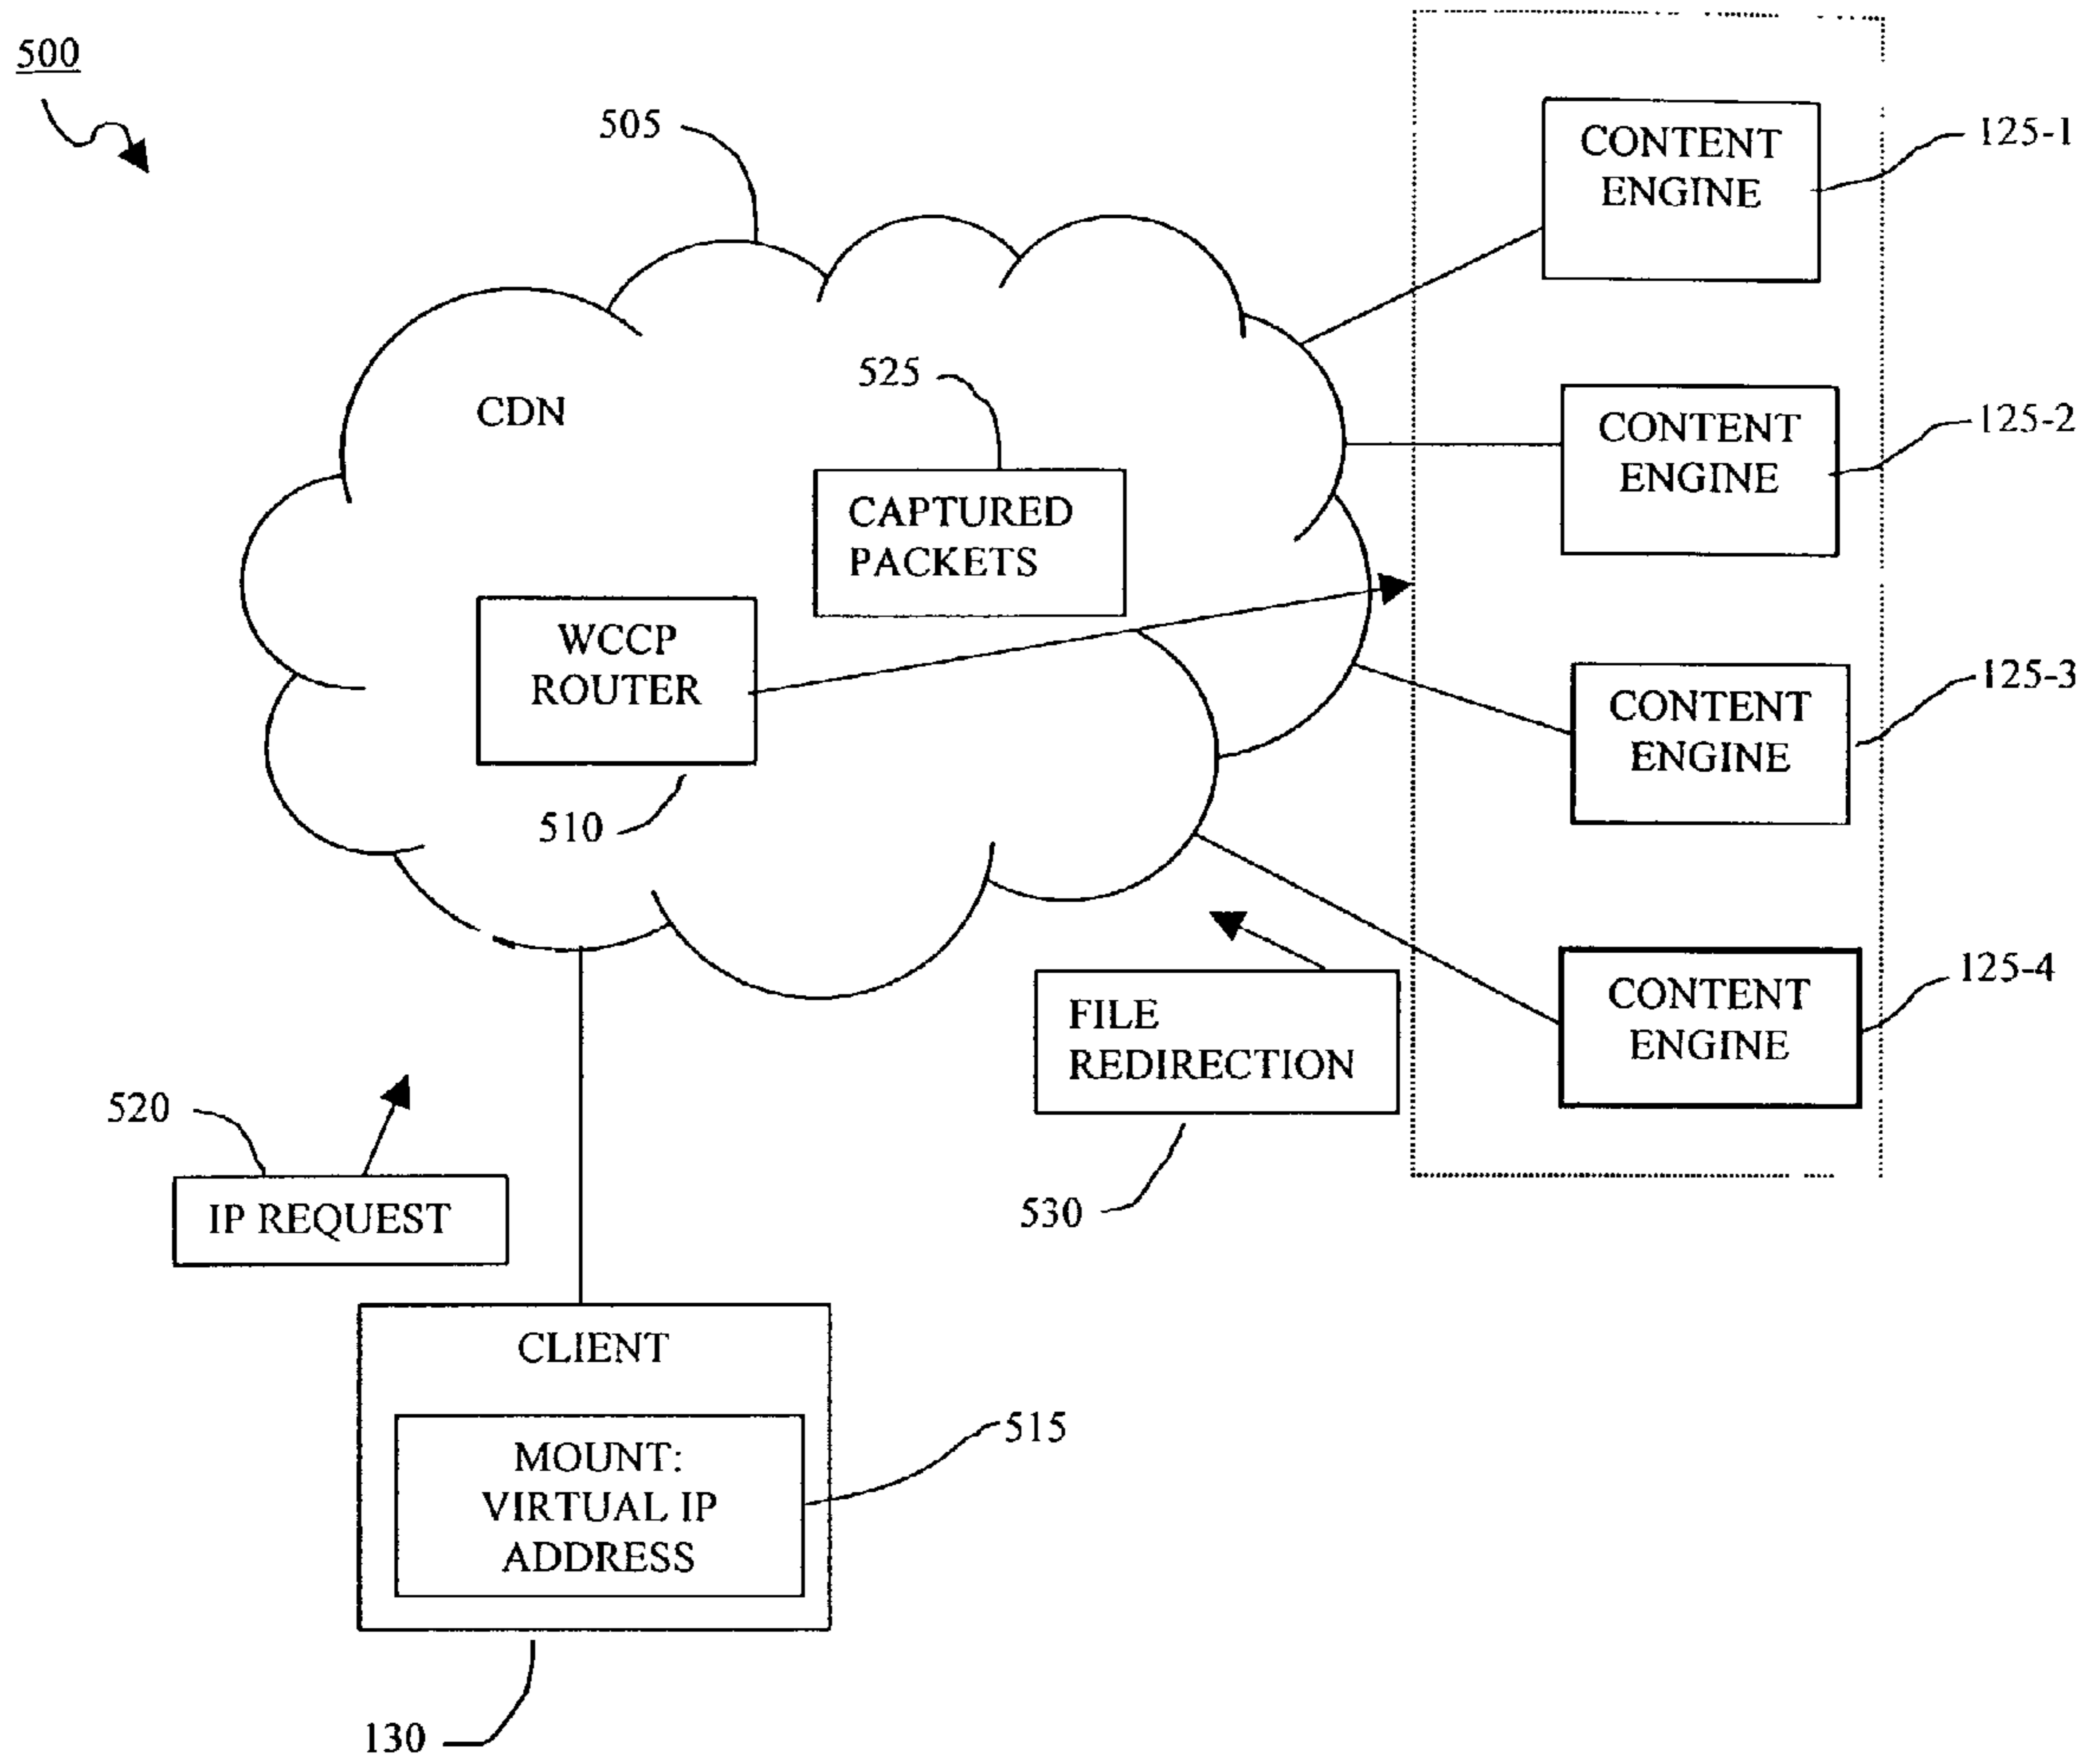 500
505
CONTENT
ENGINE
125-1
525
CDN
CONTENT
ENGINE
125-2
CAPTURED
PACKETS
WCCP
ROUTER
510
CONTENT
ENGINE
125-3
CONTENT
ENGINE
125-4
FILE
REDIRECTION
530
520
IP REQUEST
CLIENT
MOUNT:
VIRTUAL IP
ADDRESS
515
130